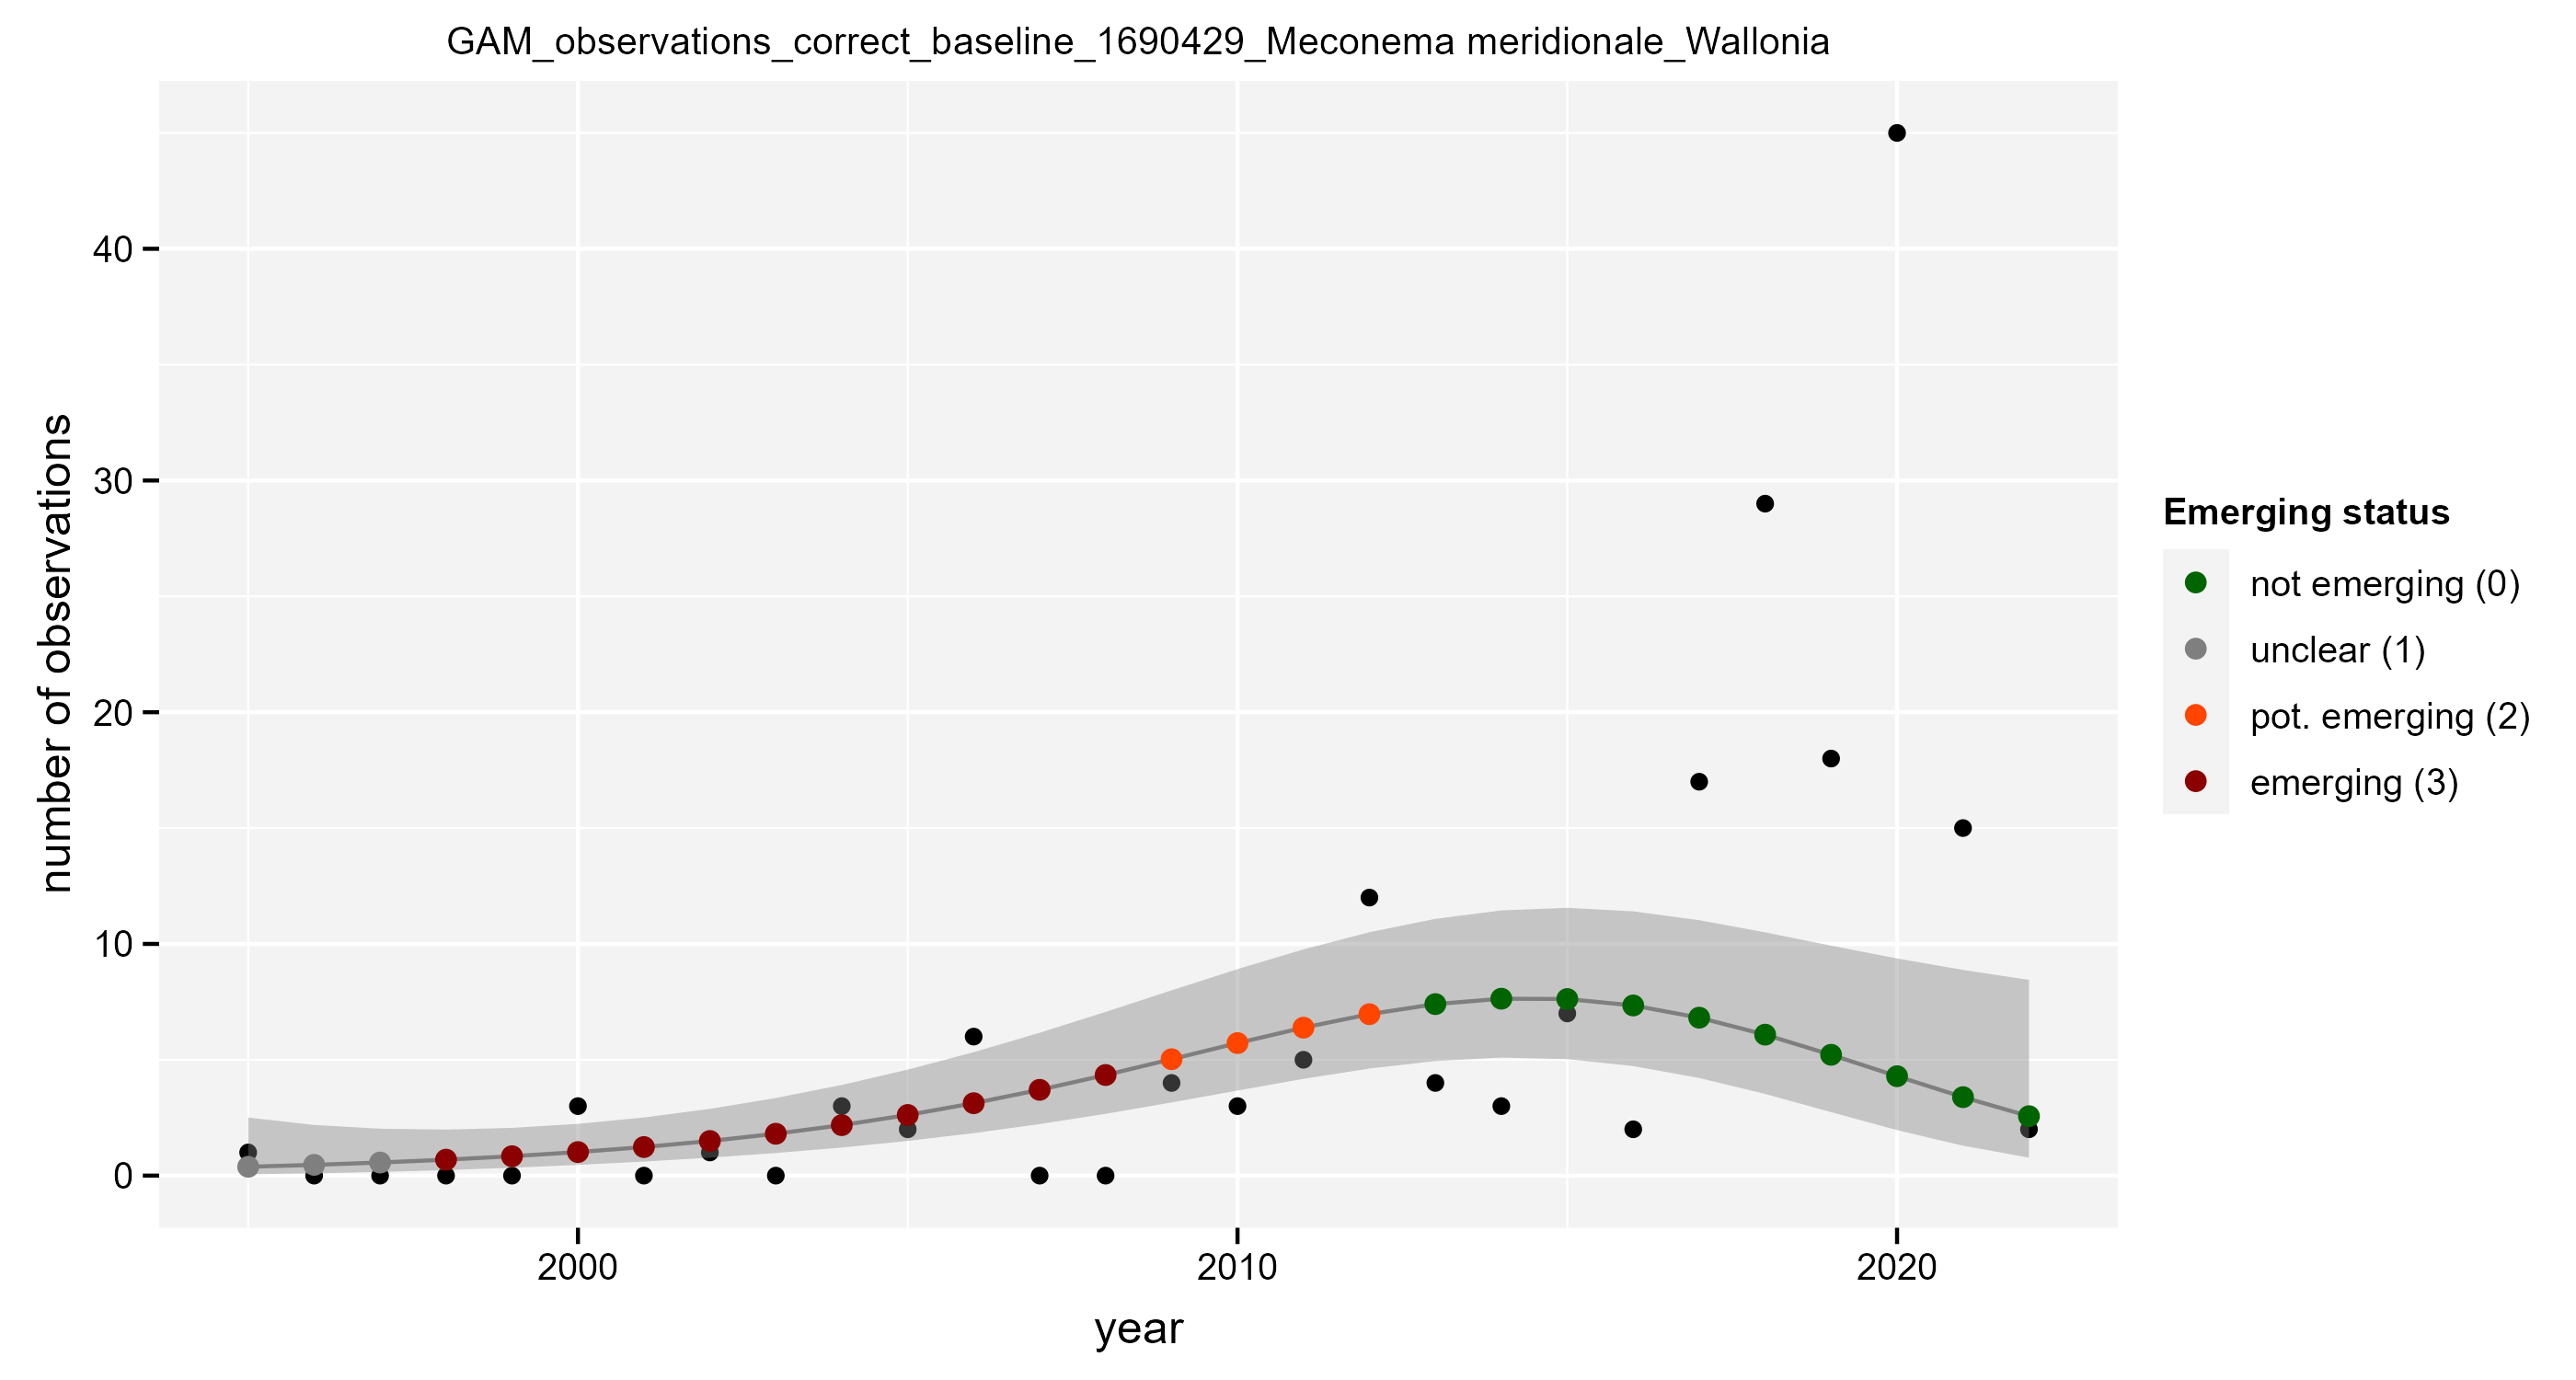 GAM_observations_correct_baseline_1690429_Meconema meridionale_Wallonia
number of observations
40
30
20
10
0
2000
2010
2020
year
Emerging status
not emerging (0)
unclear (1)
pot. emerging (2)
emerging (3)